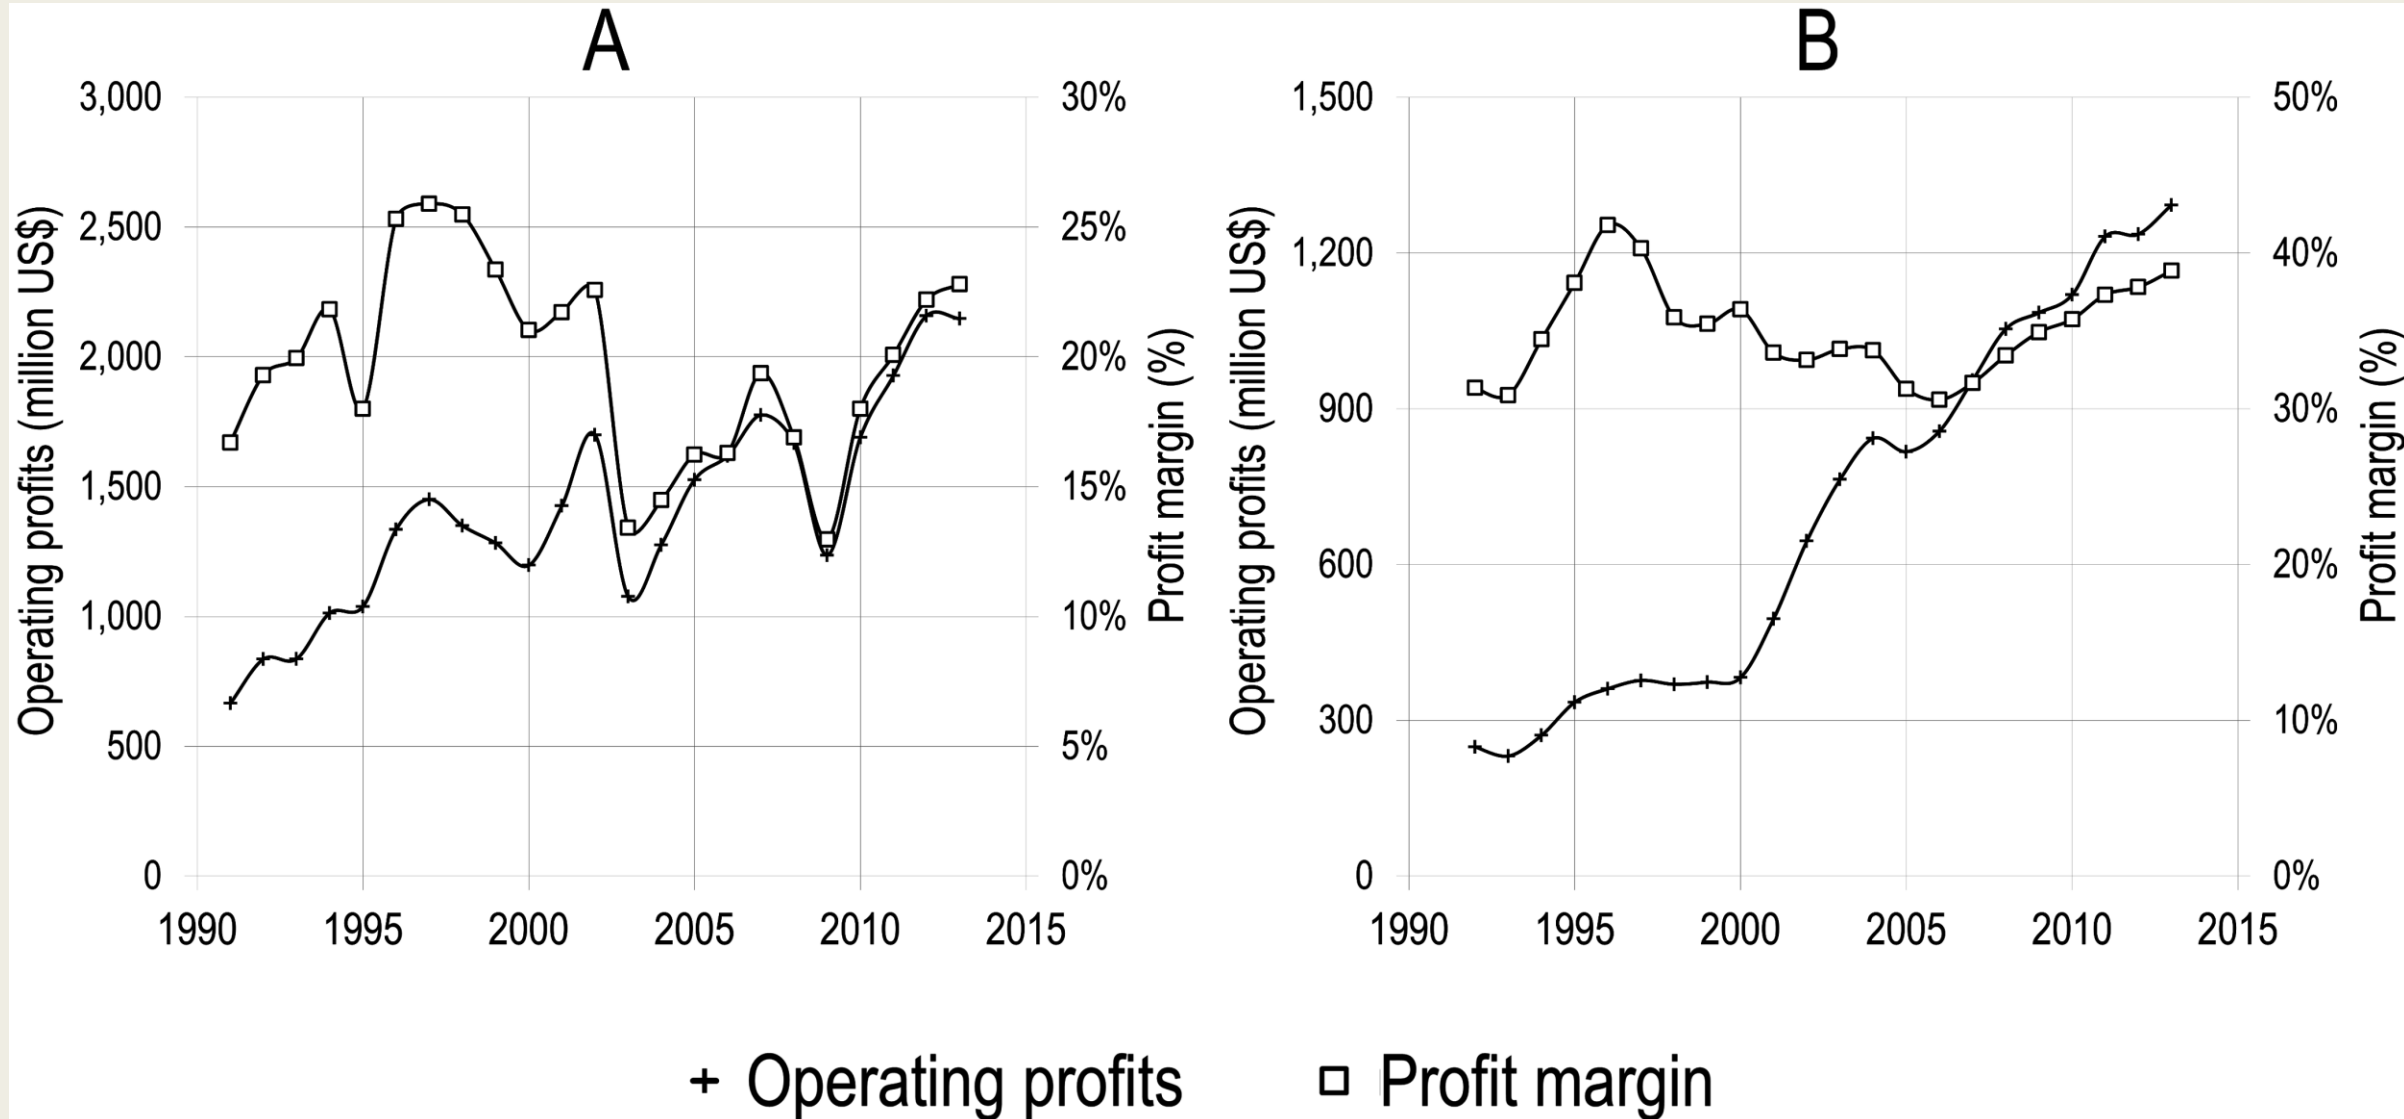 A
B
3,000
2,500
2,000
1,500
1,000
500
0
Operating profits (million US$)
30%
25%
20%
15%
10%
5%
0%
Profit margin (%)
1990 1995 2000 2005 2010 2015
1,500
1,200
900
600
300
0
Operating profits (million US$)
50%
40%
30%
20%
10%
0%
Profit margin (%)
1990 1995 2000 2005 2010 2015
Operating profits
Profit margin